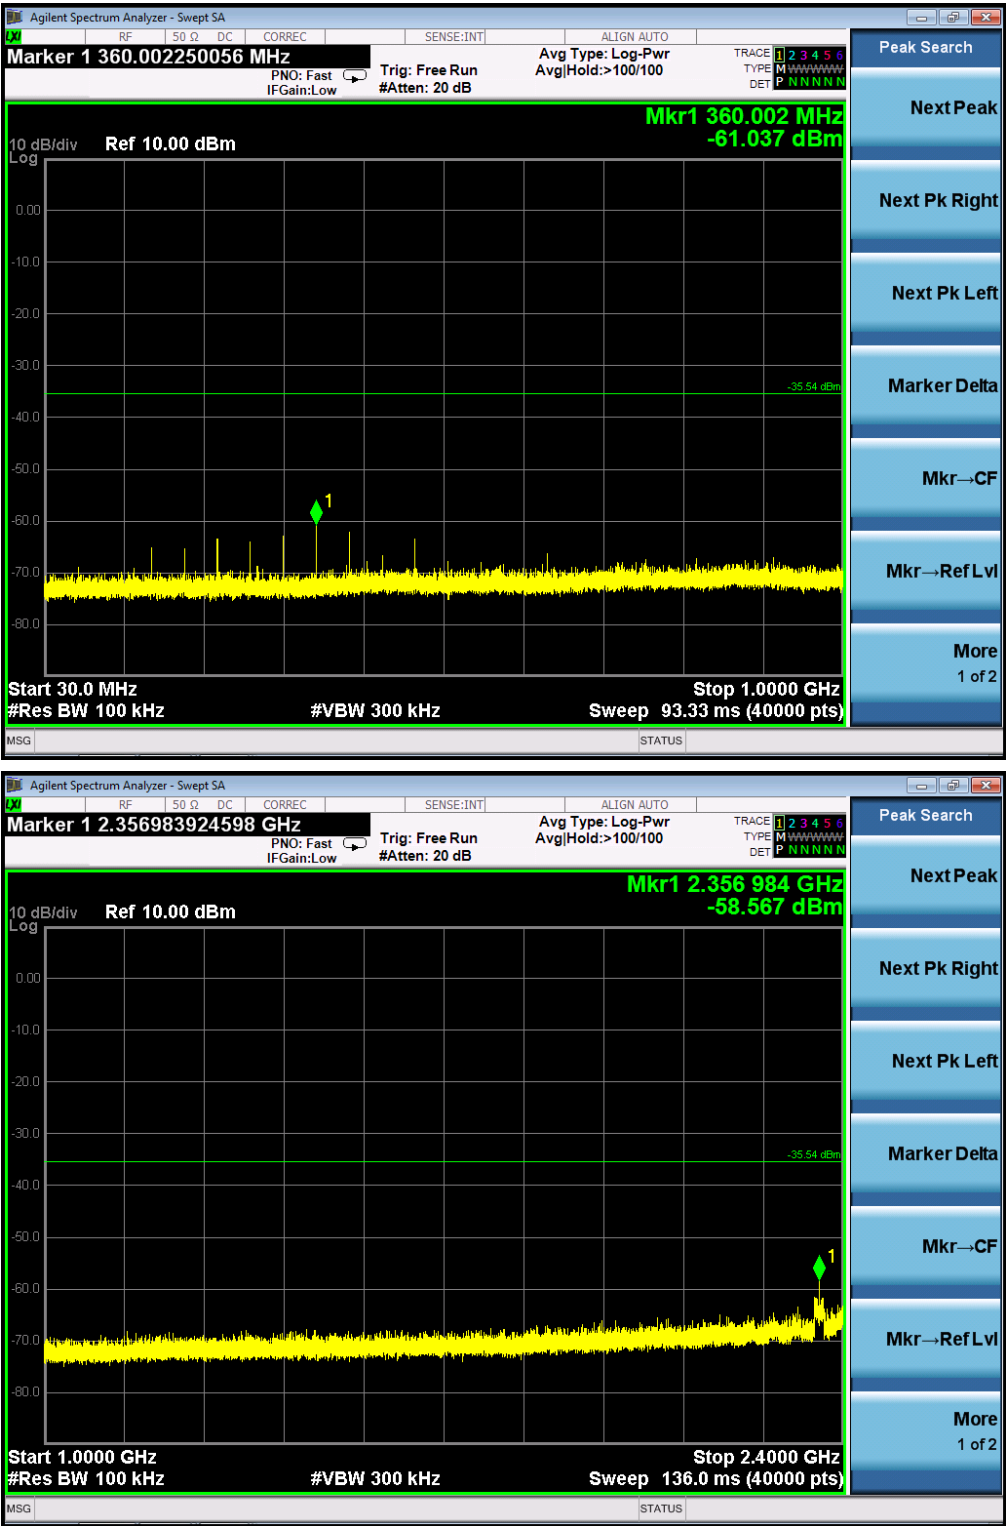 Agilent Spectrum Analyzer - Swept SA
LXI RF 50 Ω DC CORREC SENSE:INT ALIGN AUTO
Marker 1 360.002250056 MHz
PNO: Fast
IFGain:Low
Trig: Free Run
#Atten: 20 dB
Avg Type: Log-Pwr
Avg|Hold:>100/100
TRACE 1 2 3 4 5 6
TYPE M WWWWW
DET P N N N N N
Mkr1 360.002 MHz
-61.037 dBm
10 dB/div Ref 10.00 dBm
Log
0.00
-10.0
-20.0
-30.0
-35.54 dBm
-40.0
-50.0
1
-60.0
-70.0
-80.0
Start 30.0 MHz Stop 1.0000 GHz
#Res BW 100 kHz #VBW 300 kHz Sweep 93.33 ms (40000 pts)
MSG STATUS
Peak Search
Next Peak
Next Pk Right
Next Pk Left
Marker Delta
Mkr→CF
Mkr→Ref Lvl
More
1 of 2
Agilent Spectrum Analyzer - Swept SA
LXI RF 50 Ω DC CORREC SENSE:INT ALIGN AUTO
Marker 1 2.356983924598 GHz
PNO: Fast
IFGain:Low
Trig: Free Run
#Atten: 20 dB
Avg Type: Log-Pwr
Avg|Hold:>100/100
TRACE 1 2 3 4 5 6
TYPE M WWWWW
DET P N N N N N
Mkr1 2.356 984 GHz
-58.567 dBm
10 dB/div Ref 10.00 dBm
Log
0.00
-10.0
-20.0
-30.0
-35.54 dBm
-40.0
-50.0
1
-60.0
-70.0
-80.0
Start 1.0000 GHz Stop 2.4000 GHz
#Res BW 100 kHz #VBW 300 kHz Sweep 136.0 ms (40000 pts)
MSG STATUS
Peak Search
Next Peak
Next Pk Right
Next Pk Left
Marker Delta
Mkr→CF
Mkr→Ref Lvl
More
1 of 2